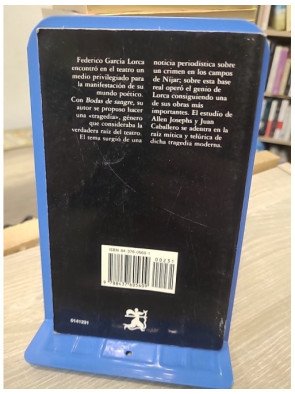 Federico García Lorca
encontró en el teatro un
medio privilegiado para
la manifestación de su
mundo poético.
Con Bodas de sangre, su
autor se propuso hacer
una «tragedia», género
que consideraba la
verdadera raíz del teatro.
El tema surgió de una
noticia periodística sobre
un crimen en los campos
de Níjar; sobre esta base
real operó el genio de
Lorca consiguiendo una
de sus obras más
importantes. El estudio de
Allen Josephs y Juan
Caballero se adentra en la
raíz mítica y telúrica de
dicha tragedia moderna.
00251
0141231